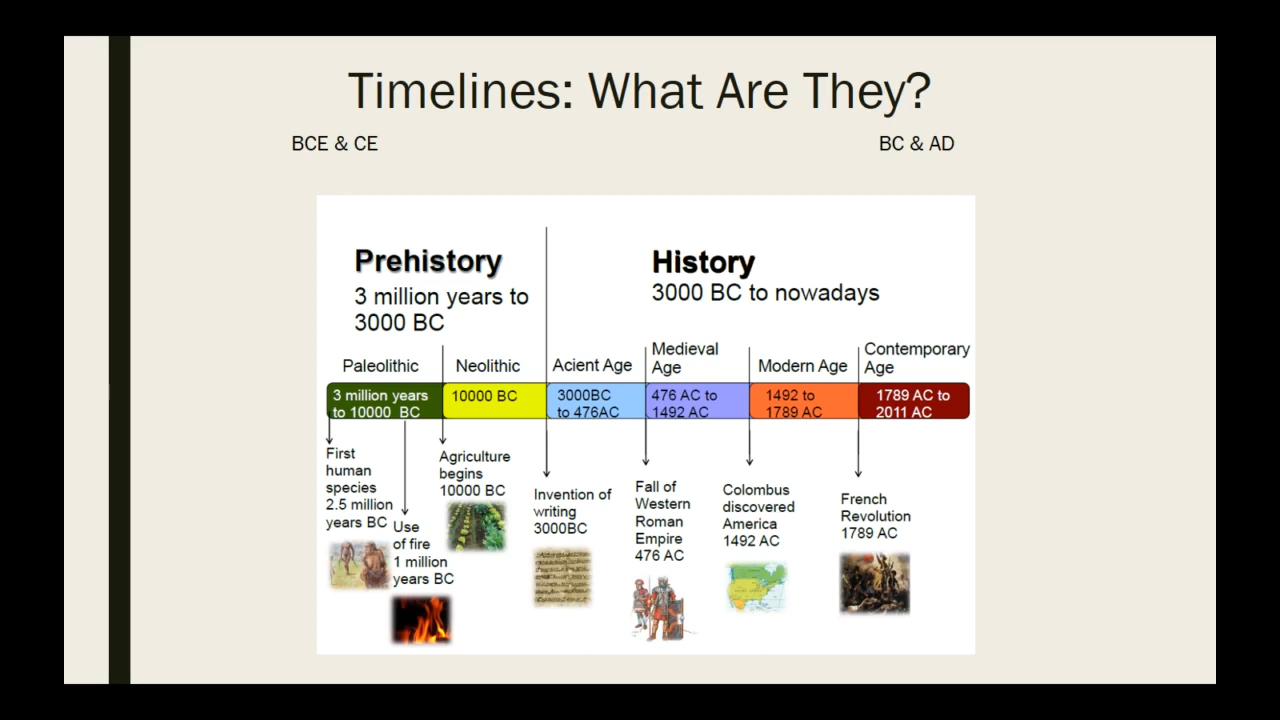 Timelines: What Are They?
BCE & CE
BC & AD
Prehistory
3 million years to
3000 BC
History
3000 BC to nowadays
Paleolithic
Neolithic
Acient Age
Medieval
Age
Modern Age
Contemporary
Age
3 million years
to 10000 BC
10000 BC
3000BC
to 476AC
476 AC to
1492 AC
1492 to
1789 AC
1789 AC to
2011 AC
First
human
species
2.5 million
years BC
Use
of fire
1 million
years BC
Agriculture
begins
10000 BC
Invention of
writing
3000BC
Fall of
Western
Roman
Empire
476 AC
Colombus
discovered
America
1492 AC
French
Revolution
1789 AC